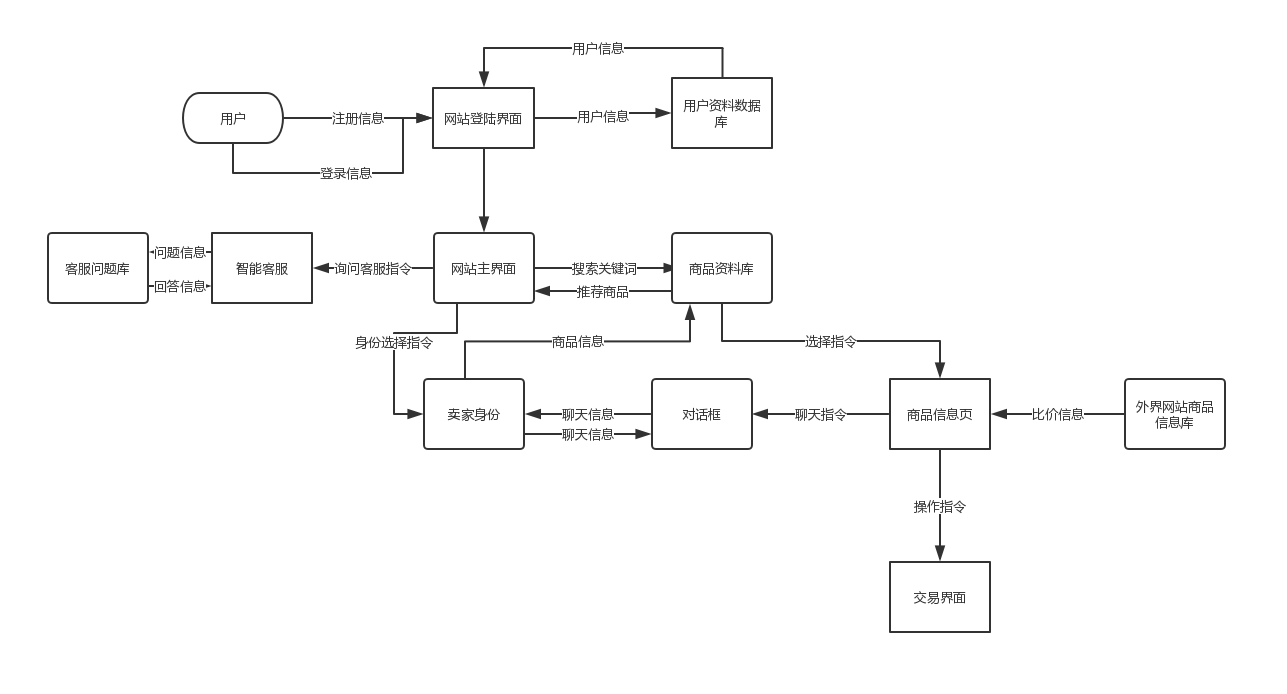 用户信息
用户
注册信息
网站登陆界面
用户信息
用户资料数据
库
登录信息
客服问题库
问题信息
回答信息
智能客服
询问客服指令
网站主界面
搜索关键词
推荐商品
商品资料库
身份选择指令
商品信息
选择指令
卖家身份
聊天信息
聊天信息
对话框
聊天指令
商品信息页
比价信息
外界网站商品
信息库
操作指令
交易界面